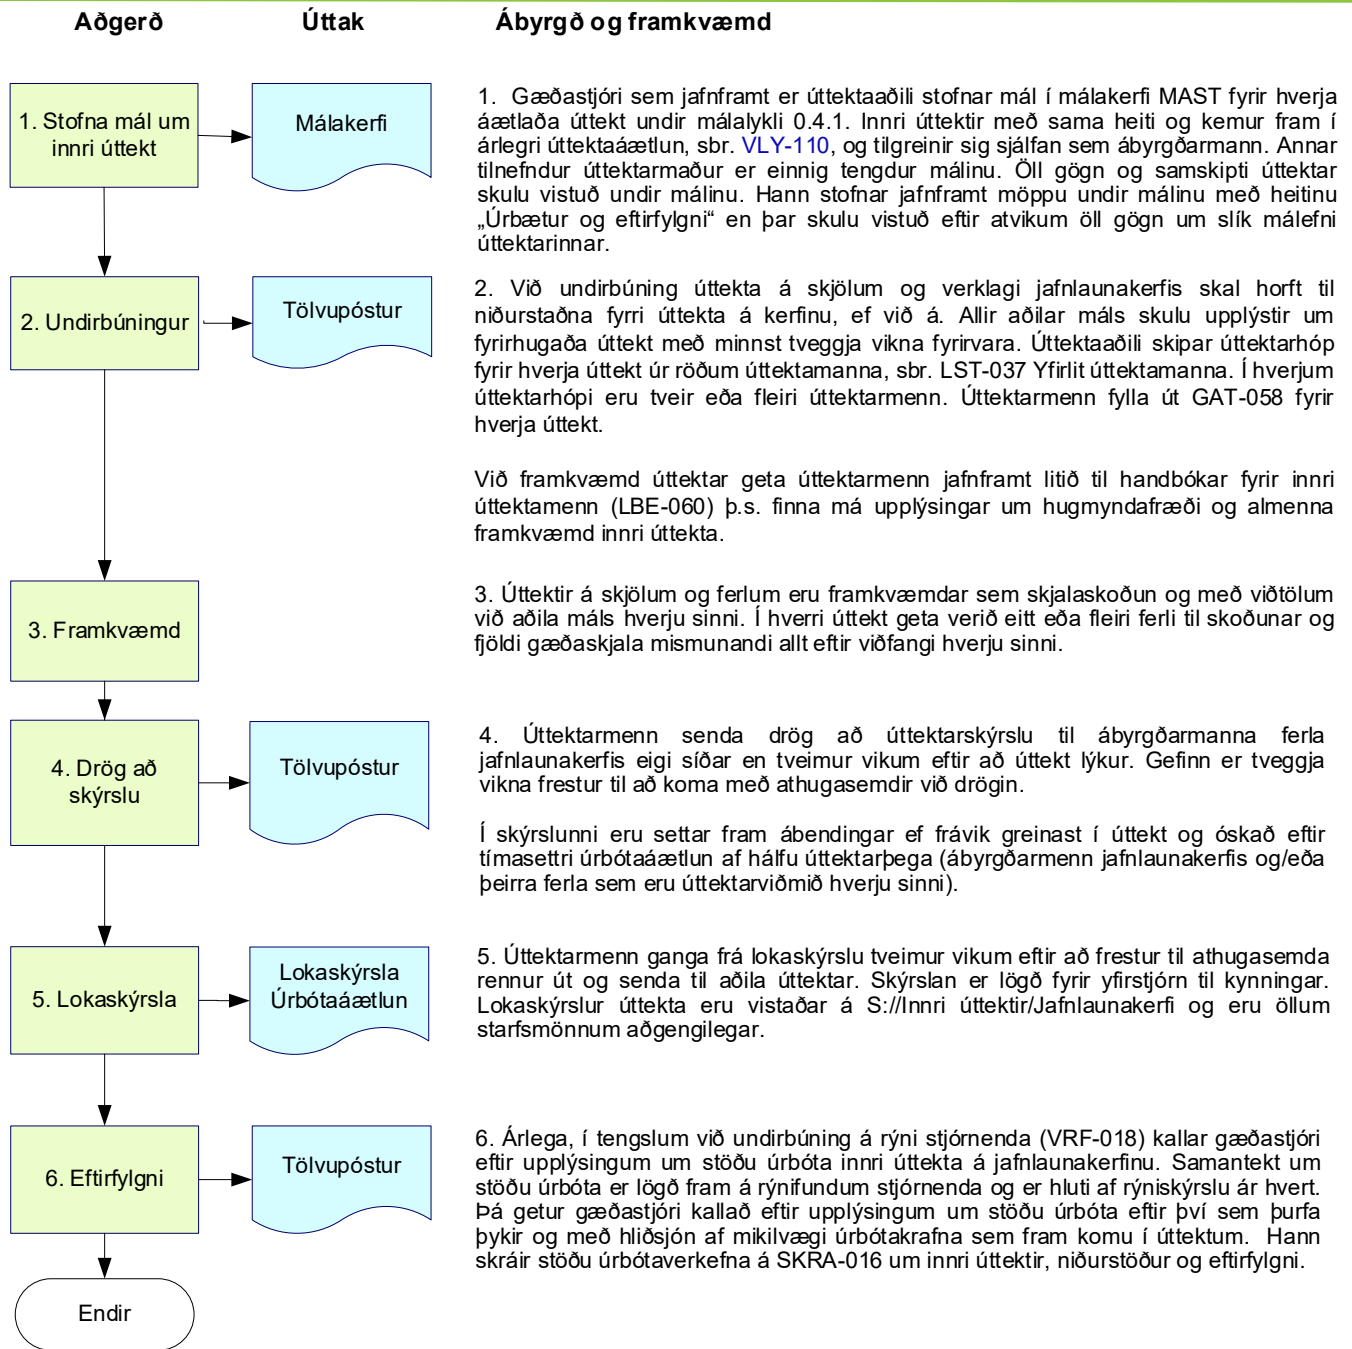 Aðgerð Úttak Ábyrgð og framkvæmd
1. Stofna mál um
innri úttekt
Málakerfi
1. Gæðastjóri sem jafnframt er úttektaaðili stofnar mál í málakerfi MAST fyrir hverja
áætlaða úttekt undir málalykli 0.4.1. Innri úttektir með sama heiti og kemur fram í
árlegri úttektaáætlun, sbr. VLY-110, og tilgreinir sig sjálfan sem ábyrgðarmann. Annar
tilnefndur úttektarmaður er einnig tengdur málinu. Öll gögn og samskipti úttektar
skulu vistuð undir málinu. Hann stofnar jafnframt möppu undir málinu með heitinu
„Úrbætur og eftirfylgni“ en þar skulu vistuð eftir atvikum öll gögn um slík málefni
úttektarinnar.
2. Undirbúningur
Tölvupóstur
2. Við undirbúning úttekta á skjölum og verklagi jafnlaunakerfis skal horft til
niðurstaðna fyrri úttekta á kerfinu, ef við á. Allir aðilar máls skulu upplýstir um
fyrirhugaða úttekt með minnst tveggja vikna fyrirvara. Úttektaaðili skipar úttektarhóp
fyrir hverja úttekt úr röðum úttektamanna, sbr. LST-037 Yfirlit úttektamanna. Í hverjum
úttektarhópi eru tveir eða fleiri úttektarmenn. Úttektarmenn fylla út GAT-058 fyrir
hverja úttekt.
Við framkvæmd úttektar geta úttektarmenn jafnframt litið til handbókar fyrir innri
úttektamenn (LBE-060) þ.s. finna má upplýsingar um hugmyndafræði og almenna
framkvæmd innri úttekta.
3. Framkvæmd
3. Úttektir á skjölum og ferlum eru framkvæmdar sem skjalaskoðun og með viðtölum
við aðila máls hverju sinni. Í hverri úttekt geta verið eitt eða fleiri ferli til skoðunar og
fjöldi gæðaskjala mismunandi allt eftir viðfangi hverju sinni.
4. Drög að
skýrslu
Tölvupóstur
4. Úttektarmenn senda drög að úttektarskýrslu til ábyrgðarmanna ferla
jafnlaunakerfis eigi síðar en tveimur vikum eftir að úttekt lýkur. Gefinn er tveggja
vikna frestur til að koma með athugasemdir við drögin.
Í skýrslunni eru settar fram ábendingar ef frávik greinast í úttekt og óskað eftir
tímasettri úrbótaáætlun af hálfu úttektarþega (ábyrgðarmenn jafnlaunakerfis og/eða
þeirra ferla sem eru úttektarviðmið hverju sinni).
5. Lokaskýrsla
Lokaskýrsla
Úrbótaáætlun
5. Úttektarmenn ganga frá lokaskýrslu tveimur vikum eftir að frestur til athugasemda
rennur út og senda til aðila úttektar. Skýrslan er lögð fyrir yfirstjórn til kynningar.
Lokaskýrslur úttekta eru vistaðar á S://Innri úttektir/Jafnlaunakerfi og eru öllum
starfsmönnum aðgengilegar.
6. Eftirfylgni
Tölvupóstur
6. Árlega, í tengslum við undirbúning á rýni stjórnenda (VRF-018) kallar gæðastjóri
eftir upplýsingum um stöðu úrbóta innri úttekta á jafnlaunakerfinu. Samantekt um
stöðu úrbóta er lögð fram á rýnifundum stjórnenda og er hluti af rýniskýrslu ár hvert.
Þá getur gæðastjóri kallað eftir upplýsingum um stöðu úrbóta eftir því sem þurfa
þykir og með hliðsjón af mikilvægi úrbótakrafna sem fram komu í úttektum. Hann
skráir stöðu úrbótaverkefna á SKRA-016 um innri úttektir, niðurstöður og eftirfylgni.
Endir